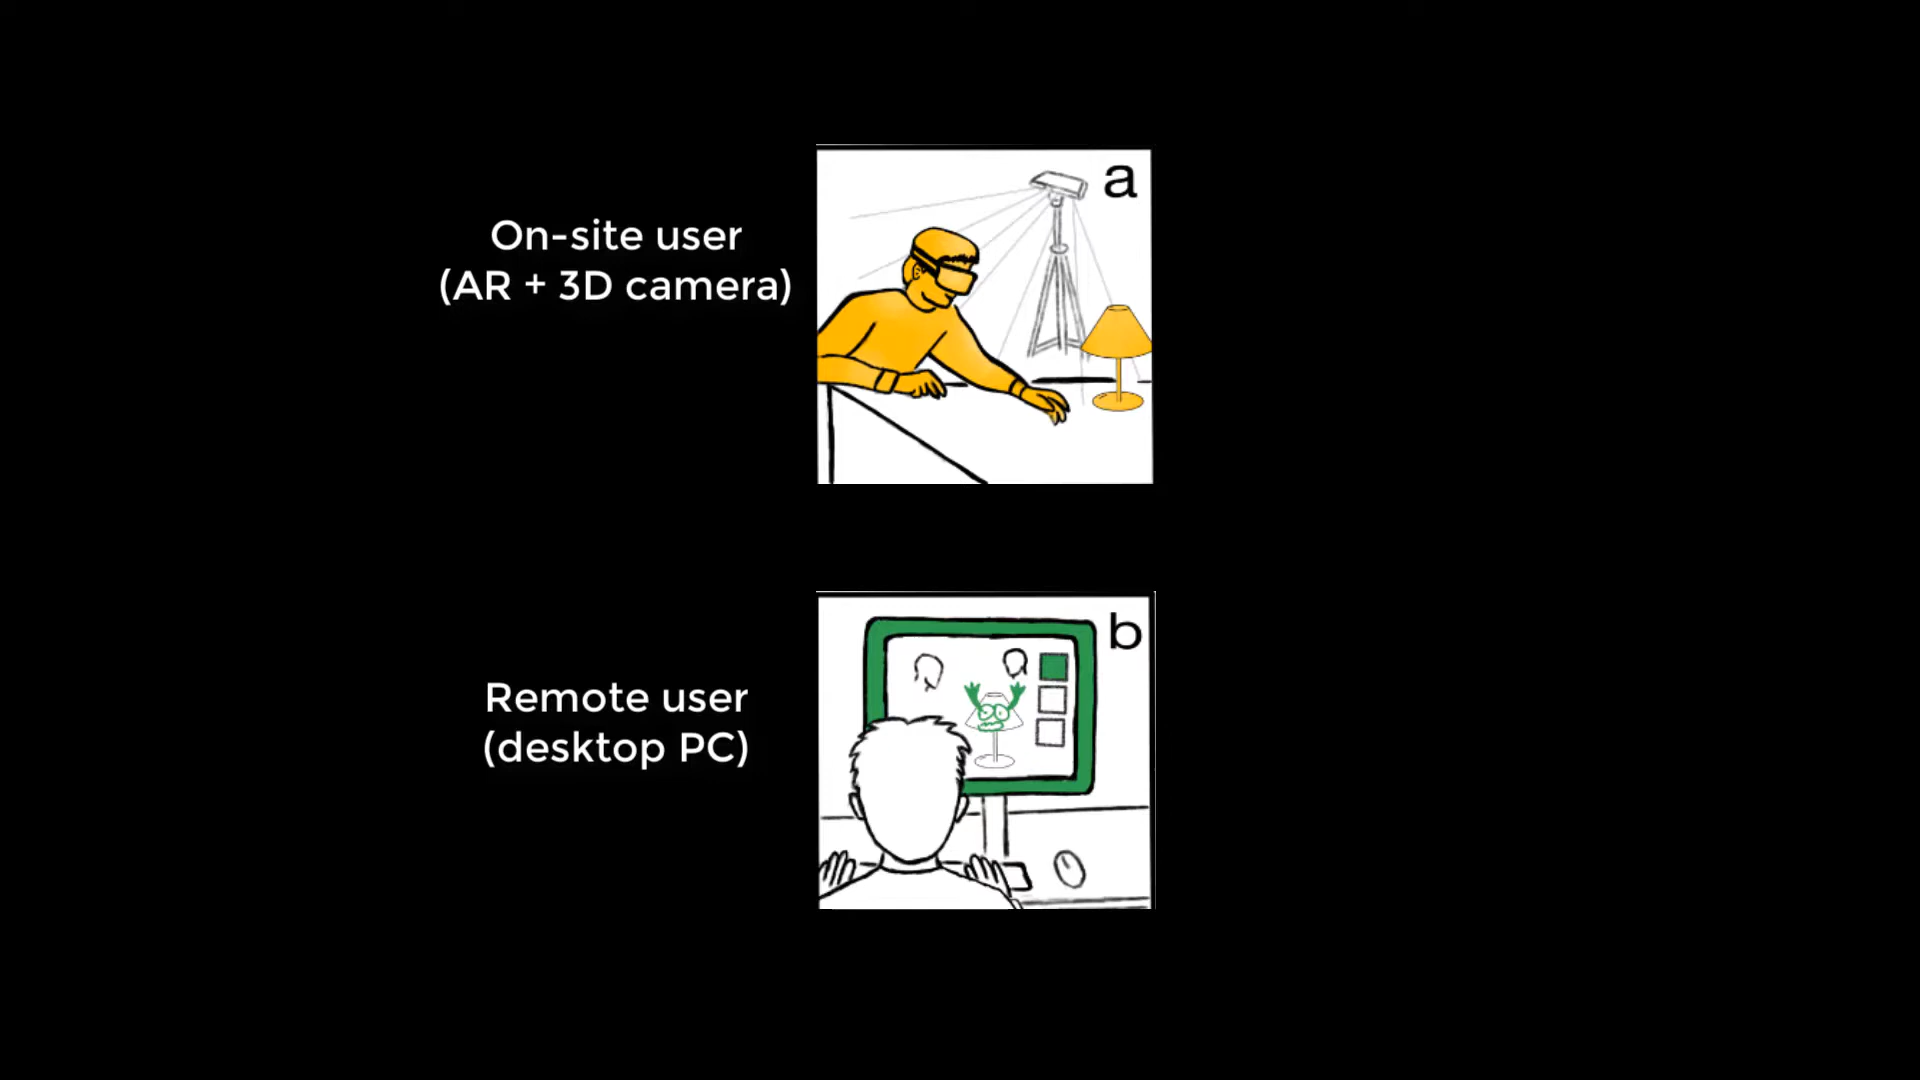 On-site user
(AR + 3D camera)
a
Remote user
(desktop PC)
b